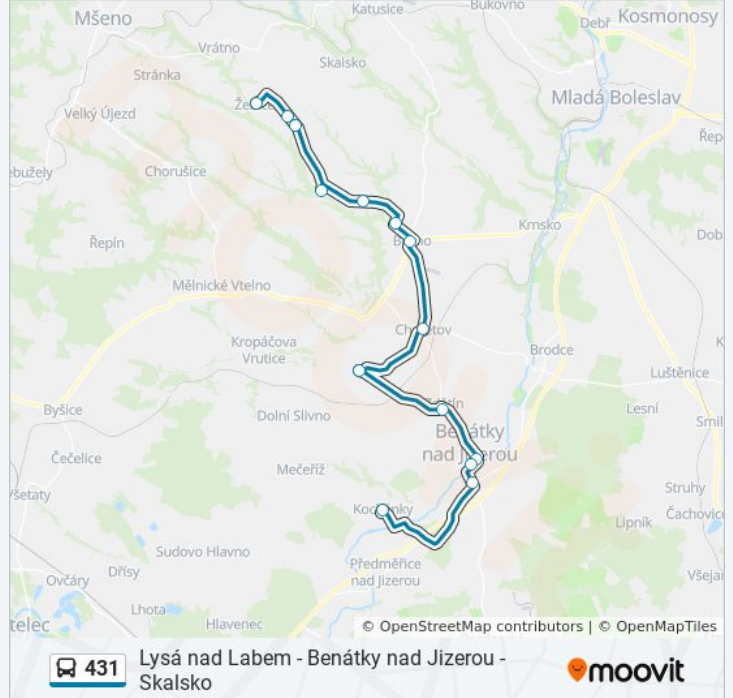 Mšeno
Katusice
Bukovno
Debř
Kosmonosy
Vrátno
Skalsko
Stránka
Velký Újezd
Mladá Boleslav
Řep
ebužely
Chorušice
Krnsko
Dob
Řepín
Mělnické Vtelno
Kropáčova
Vrutice
Brodce
Luštěnice
Byšice
Dolní Slivno
Lesní
Smil
Benátky
nad Jizerou
Čečelice
Mečeříž
Všetaty
Struhy
Čachovice
Lipník
Sudovo Hlavno
Předměřice
nad Jizerou
Všejan
Dřísy
Ovčáry
Lhota
Hlavenec
telec
© OpenStreetMap contributors | © OpenMapTiles
431
Lysá nad Labem - Benátky nad Jizerou -
Skalsko
moovit